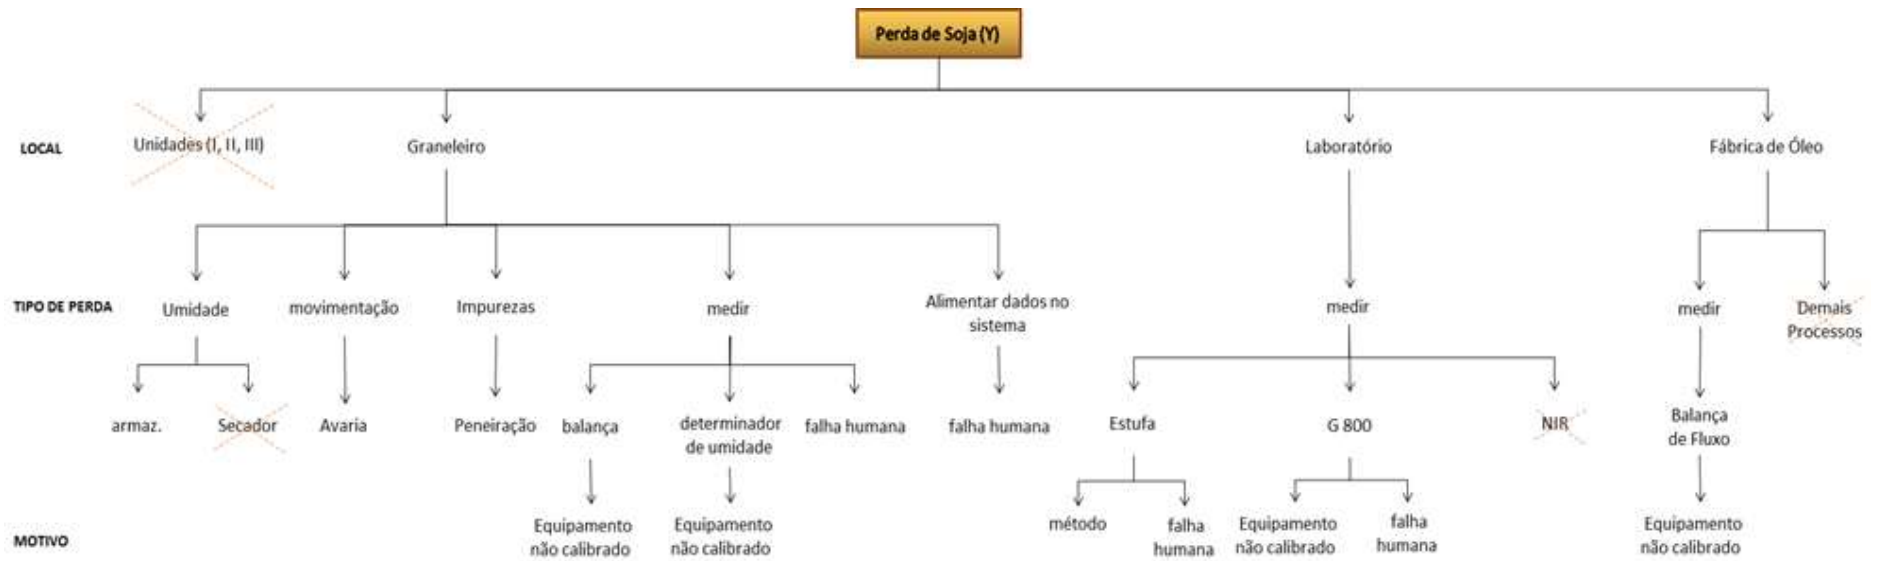 Perda de Soja (Y)
LOCAL
Unidades (I, II, III)
Graneleiro
Laboratório
Fábrica de Óleo
TIPO DE PERDA
Umidade
movimentação
Impurezas
medir
Alimentar dados no
sistema
medir
medir
Demais
Processos
armaz.
Secador
Avaria
Peneiração
balança
determinador
de umidade
falha humana
falha humana
Estufa
G 800
NIR
Balança
de Fluxo
MOTIVO
Equipamento
não calibrado
Equipamento
não calibrado
método
falha
humana
Equipamento
não calibrado
falha
humana
Equipamento
não calibrado